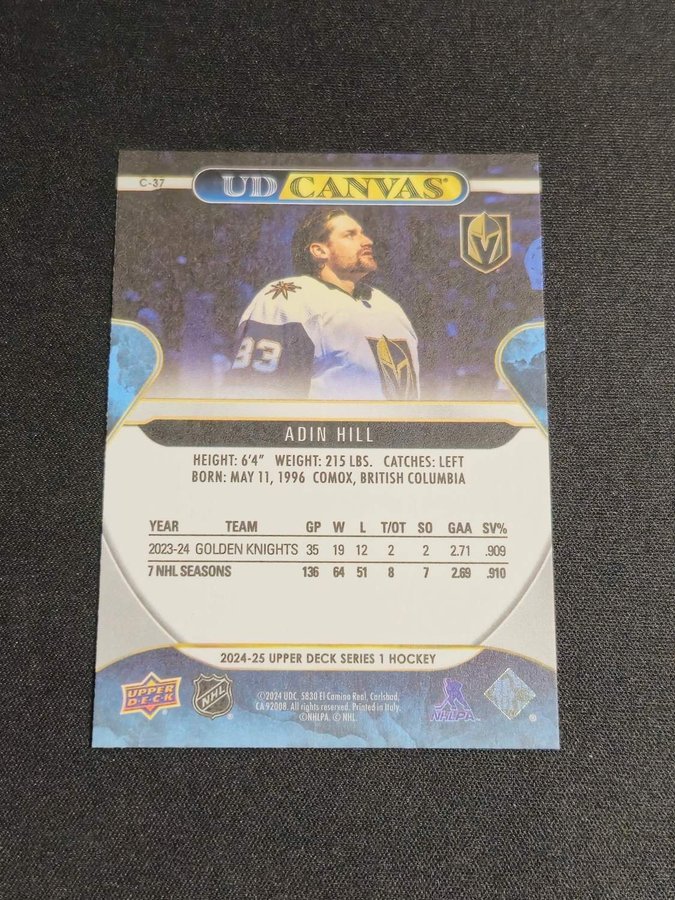 C-37
UD CANVAS®
33
ADIN HILL
HEIGHT: 6'4" WEIGHT: 215 LBS. CATCHES: LEFT
BORN: MAY 11, 1996 COMOX, BRITISH COLUMBIA
YEAR TEAM GP W L T/OT SO GAA SV%
2023-24 GOLDEN KNIGHTS 35 19 12 2 2 2.71 .909
7 NHL SEASONS 136 64 51 8 7 2.69 .910
2024-25 UPPER DECK SERIES 1 HOCKEY
UPPER DECK
NHL
©2024 UDC. 5830 El Camino Real, Carlsbad,
CA 92008. All rights reserved. Printed in Italy.
©NHLPA. © NHL.
NHLPA
®